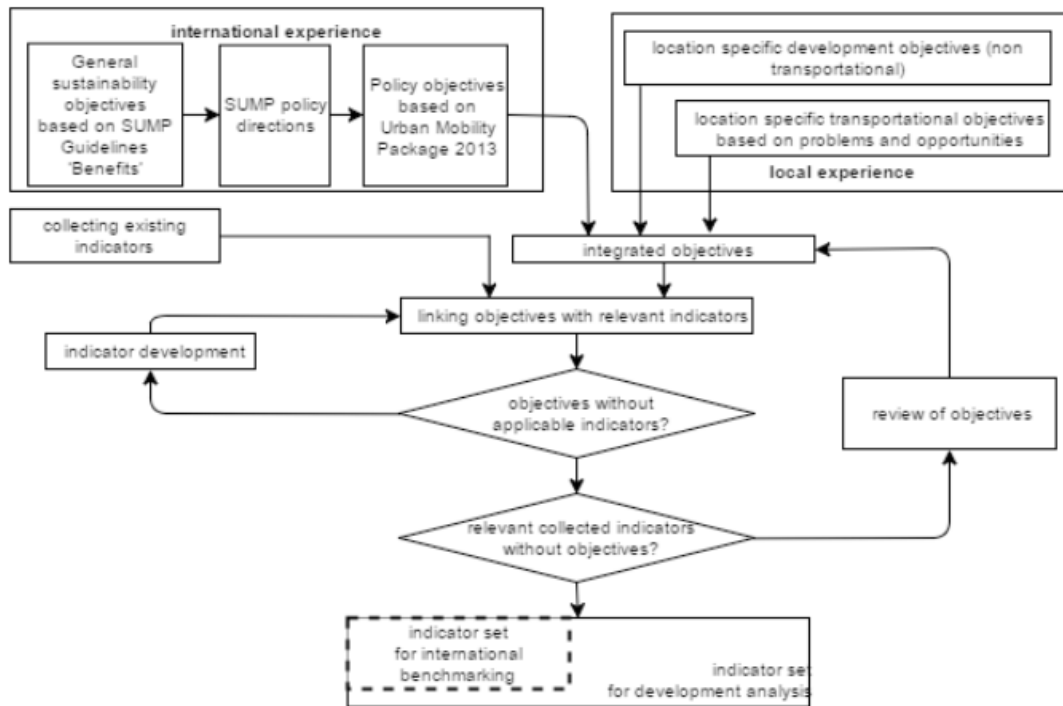 international experience
General
sustainability
objectives
based on SUMP
Guidelines
'Benefits'
SUMP policy
directions
Policy objectives
based on
Urban Mobility
Package 2013
location specific development objectives (non
transportational)
location specific transportational objectives
based on problems and opportunities
local experience
collecting existing
indicators
integrated objectives
linking objectives with relevant indicators
indicator development
objectives without
applicable indicators?
review of objectives
relevant collected indicators
without objectives?
indicator set
for international
benchmarking
indicator set
for development analysis